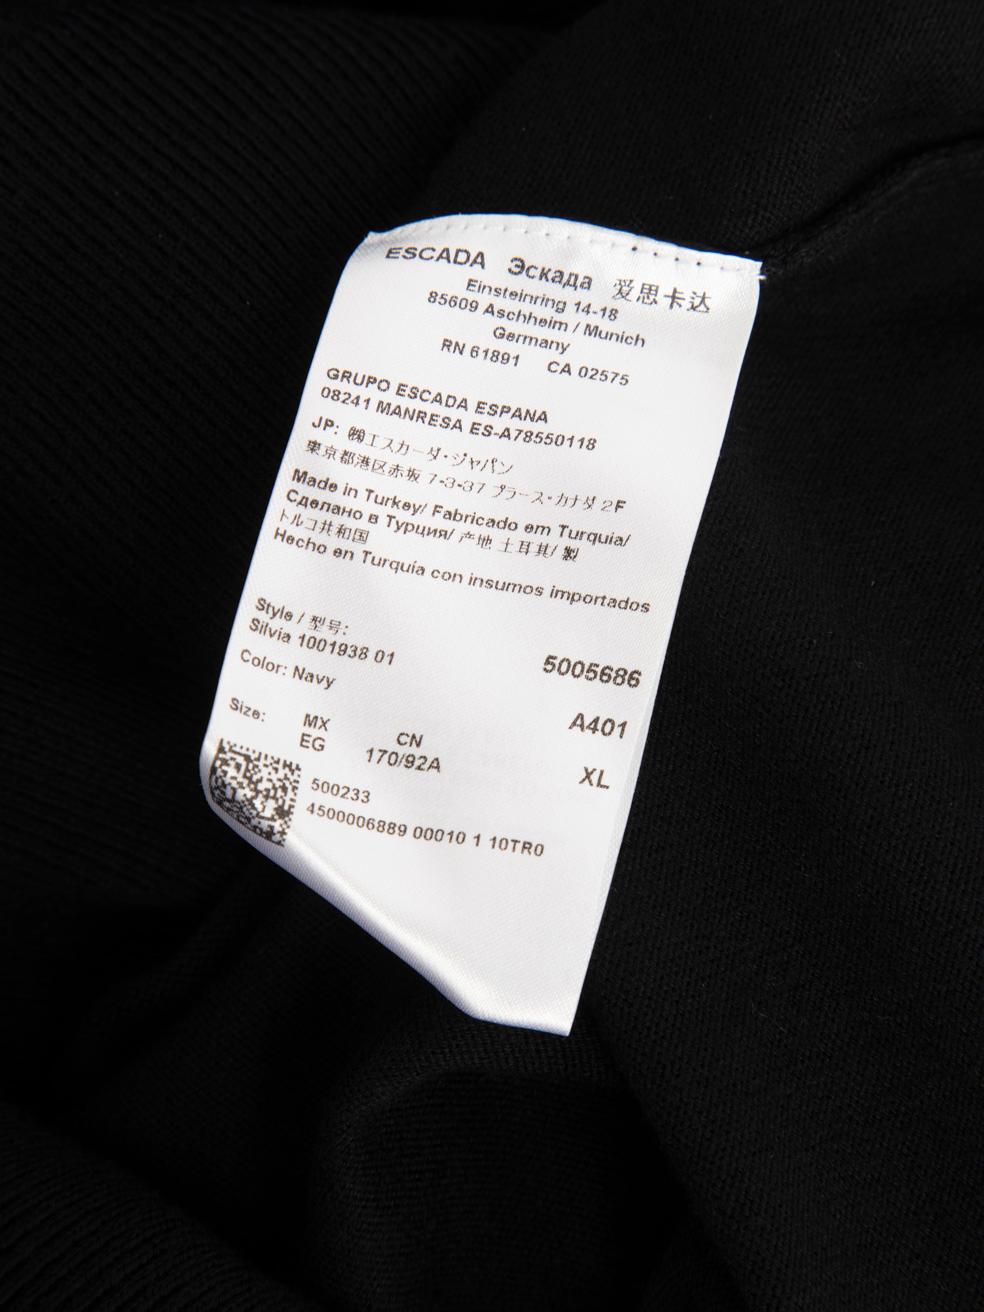 ESCADA Эскада 爱思卡达
Einsteinring 14-18
85609 Aschheim / Munich
Germany
RN 61891 CA 02575
GRUPO ESCADA ESPANA
08241 MANRESA ES-A78550118
JP: ㈱エスカーダ・ジャパン
東京都港区赤坂 7-3-37 プラース・カナダ 2F
Made in Turkey/ Fabricado em Turquia/
Сделано в Турция/ 产地 土耳其/ 製
トルコ共和国
Hecho en Turquía con insumos importados
Style / 型号:
Silvia 1001938 01
5005686
Color: Navy
A401
Size: MX CN
EG 170/92A XL
500233
4500006889 00010 1 10TR0